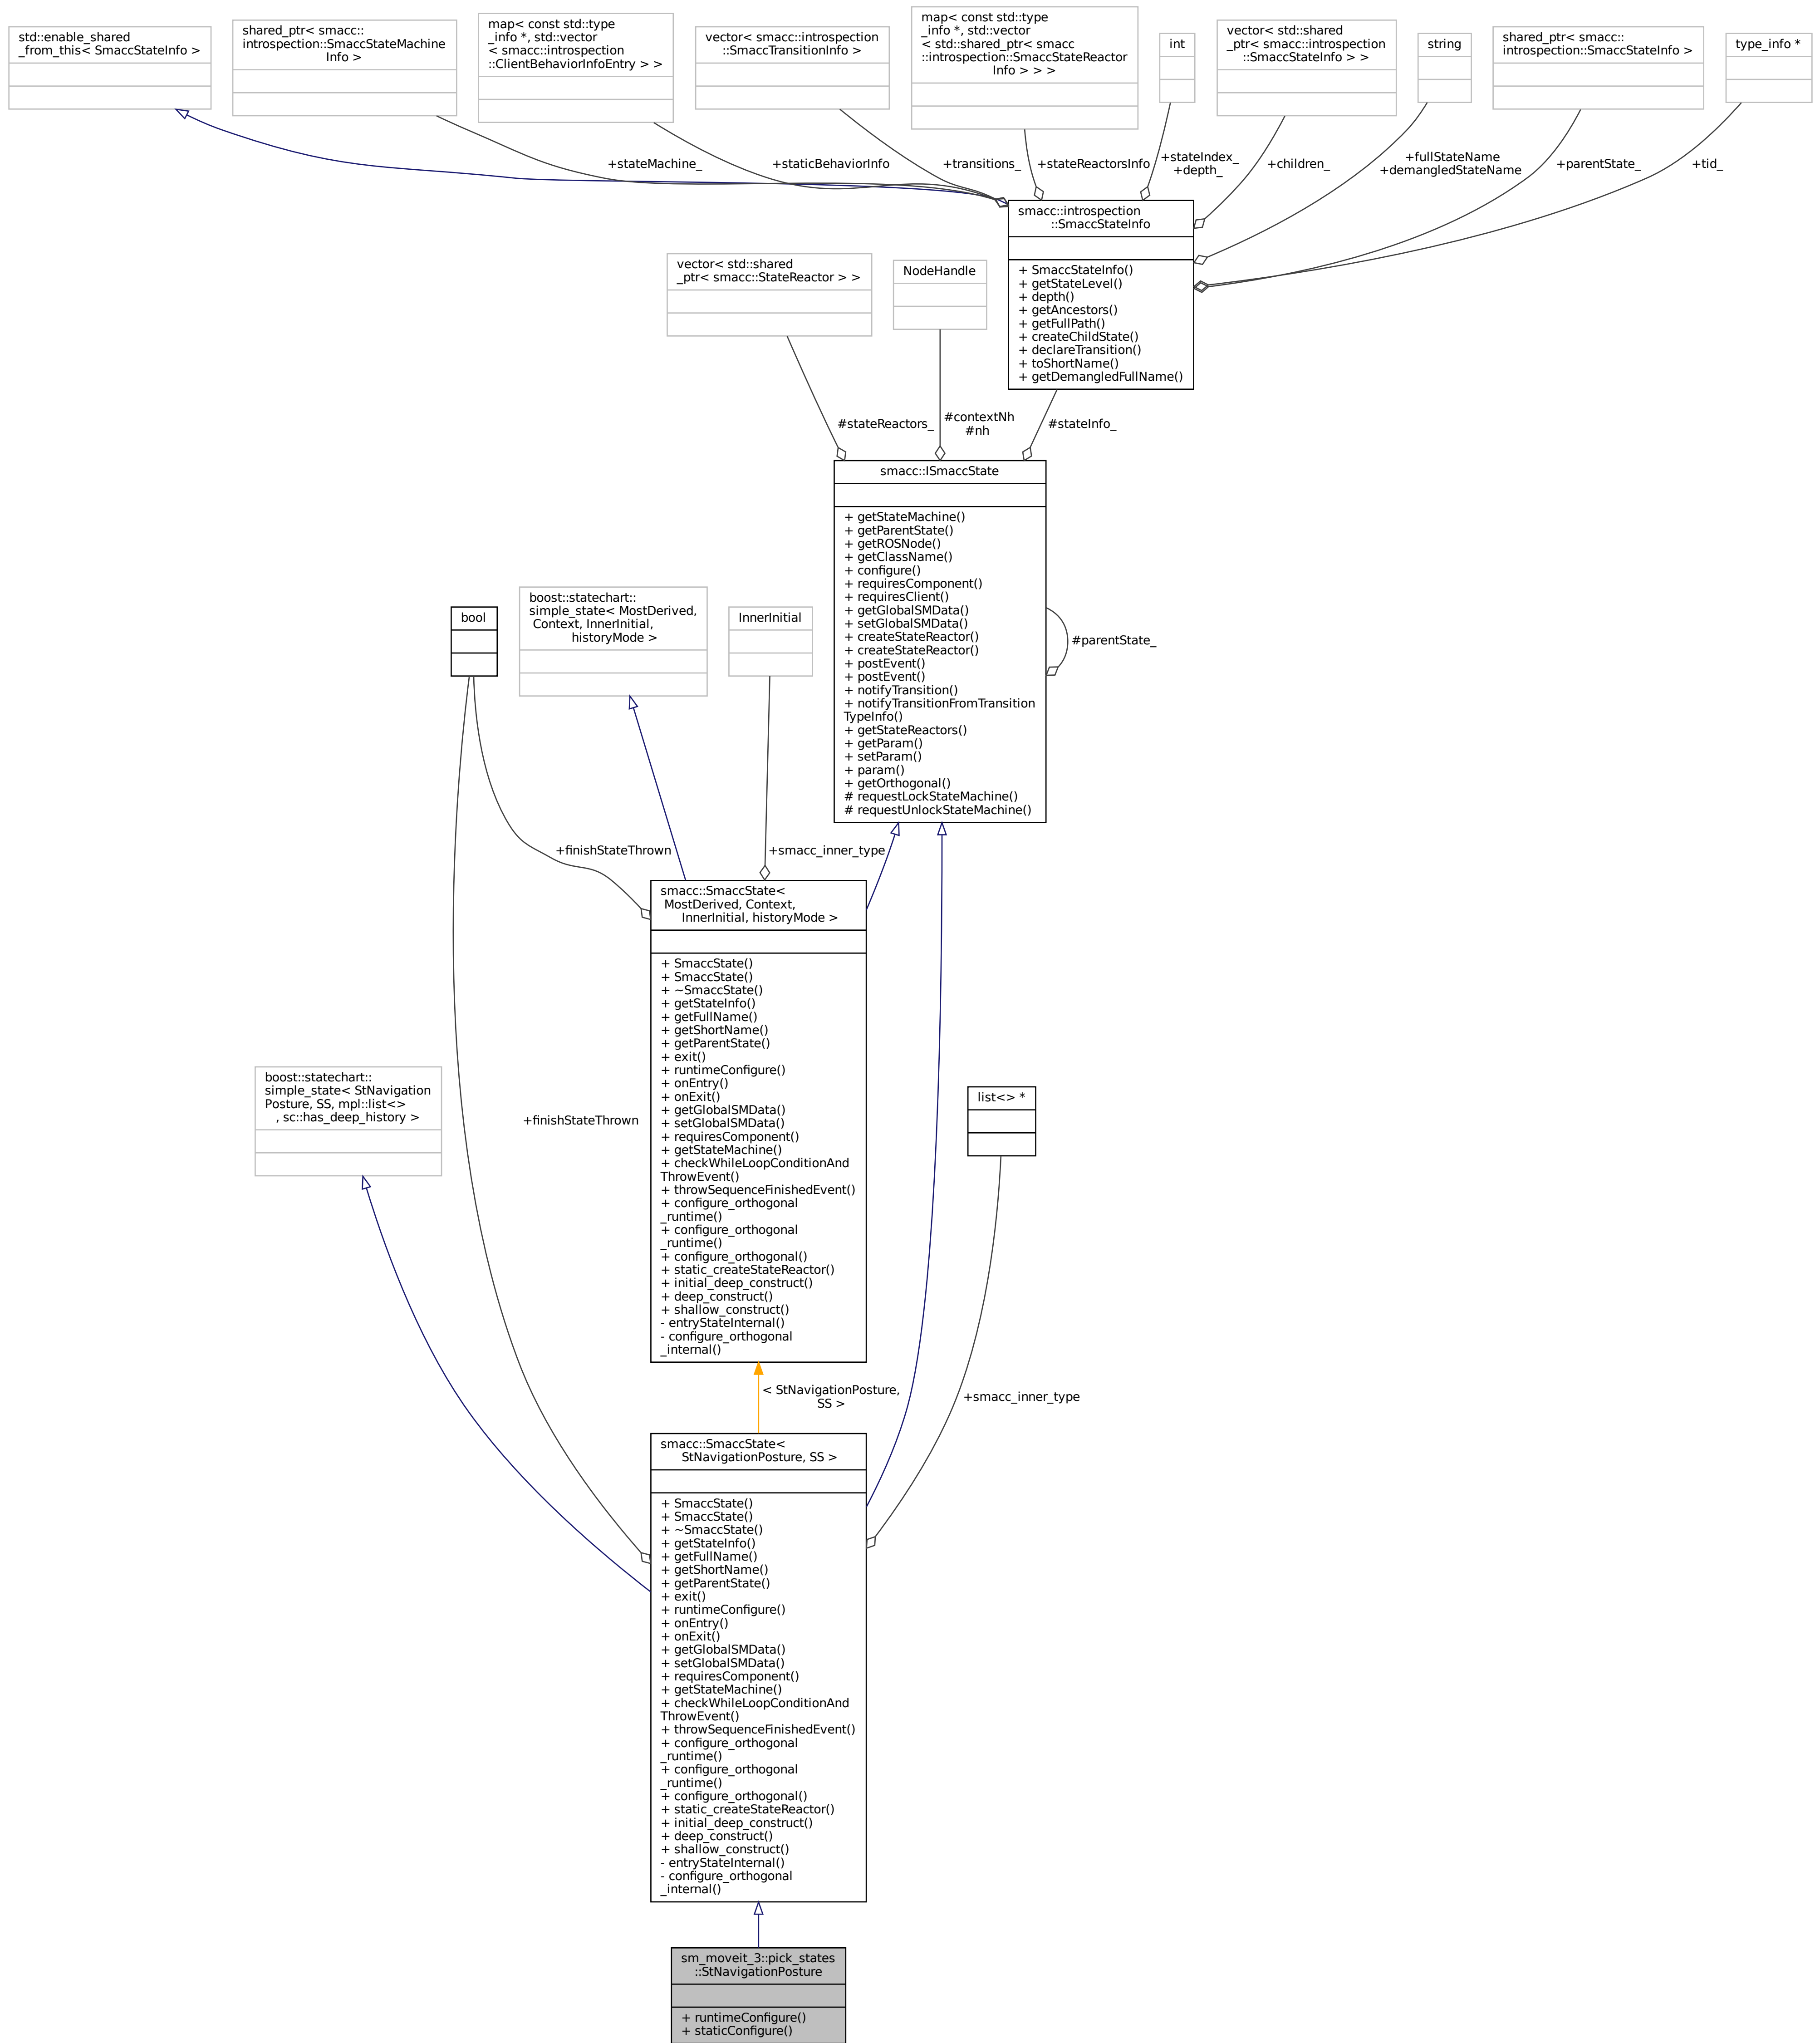 std::enable_shared
_from_this< SmaccStateInfo >
shared_ptr< smacc::
introspection::SmaccStateMachine
Info >
map< const std::type
_info *, std::vector
< smacc::introspection
::ClientBehaviorInfoEntry > >
vector< smacc::introspection
::SmaccTransitionInfo >
map< const std::type
_info *, std::vector
< std::shared_ptr< smacc
::introspection::SmaccStateReactor
Info > > >
int
vector< std::shared
_ptr< smacc::introspection
::SmaccStateInfo > >
string
shared_ptr< smacc::
introspection::SmaccStateInfo >
type_info *
+stateMachine_
+staticBehaviorInfo
+transitions_
+stateReactorsInfo
+stateIndex_
+depth_
+children_
+fullStateName
+demangledStateName
+parentState_
+tid_
smacc::introspection
::SmaccStateInfo
+ SmaccStateInfo()
+ getStateLevel()
+ depth()
+ getAncestors()
+ getFullPath()
+ createChildState()
+ declareTransition()
+ toShortName()
+ getDemangledFullName()
vector< std::shared
_ptr< smacc::StateReactor > >
NodeHandle
#stateReactors_
#contextNh
#nh
#stateInfo_
smacc::ISmaccState
+ getStateMachine()
+ getParentState()
+ getROSNode()
+ getClassName()
+ configure()
+ requiresComponent()
+ requiresClient()
+ getGlobalSMData()
+ setGlobalSMData()
+ createStateReactor()
+ createStateReactor()
+ postEvent()
+ postEvent()
+ notifyTransition()
+ notifyTransitionFromTransition
TypeInfo()
+ getStateReactors()
+ getParam()
+ setParam()
+ param()
+ getOrthogonal()
# requestLockStateMachine()
# requestUnlockStateMachine()
#parentState_
bool
boost::statechart::
simple_state< MostDerived,
Context, InnerInitial,
historyMode >
InnerInitial
+finishStateThrown
+smacc_inner_type
smacc::SmaccState<
MostDerived, Context,
InnerInitial, historyMode >
+ SmaccState()
+ SmaccState()
+ ~SmaccState()
+ getStateInfo()
+ getFullName()
+ getShortName()
+ getParentState()
+ exit()
+ runtimeConfigure()
+ onEntry()
+ onExit()
+ getGlobalSMData()
+ setGlobalSMData()
+ requiresComponent()
+ getStateMachine()
+ checkWhileLoopConditionAnd
ThrowEvent()
+ throwSequenceFinishedEvent()
+ configure_orthogonal
_runtime()
+ configure_orthogonal
_runtime()
+ configure_orthogonal()
+ static_createStateReactor()
+ initial_deep_construct()
+ deep_construct()
+ shallow_construct()
- entryStateInternal()
- configure_orthogonal
_internal()
boost::statechart::
simple_state< StNavigation
Posture, SS, mpl::list<>
, sc::has_deep_history >
+finishStateThrown
list<> *
< StNavigationPosture,
SS >
+smacc_inner_type
smacc::SmaccState<
StNavigationPosture, SS >
+ SmaccState()
+ SmaccState()
+ ~SmaccState()
+ getStateInfo()
+ getFullName()
+ getShortName()
+ getParentState()
+ exit()
+ runtimeConfigure()
+ onEntry()
+ onExit()
+ getGlobalSMData()
+ setGlobalSMData()
+ requiresComponent()
+ getStateMachine()
+ checkWhileLoopConditionAnd
ThrowEvent()
+ throwSequenceFinishedEvent()
+ configure_orthogonal
_runtime()
+ configure_orthogonal
_runtime()
+ configure_orthogonal()
+ static_createStateReactor()
+ initial_deep_construct()
+ deep_construct()
+ shallow_construct()
- entryStateInternal()
- configure_orthogonal
_internal()
sm_moveit_3::pick_states
::StNavigationPosture
+ runtimeConfigure()
+ staticConfigure()